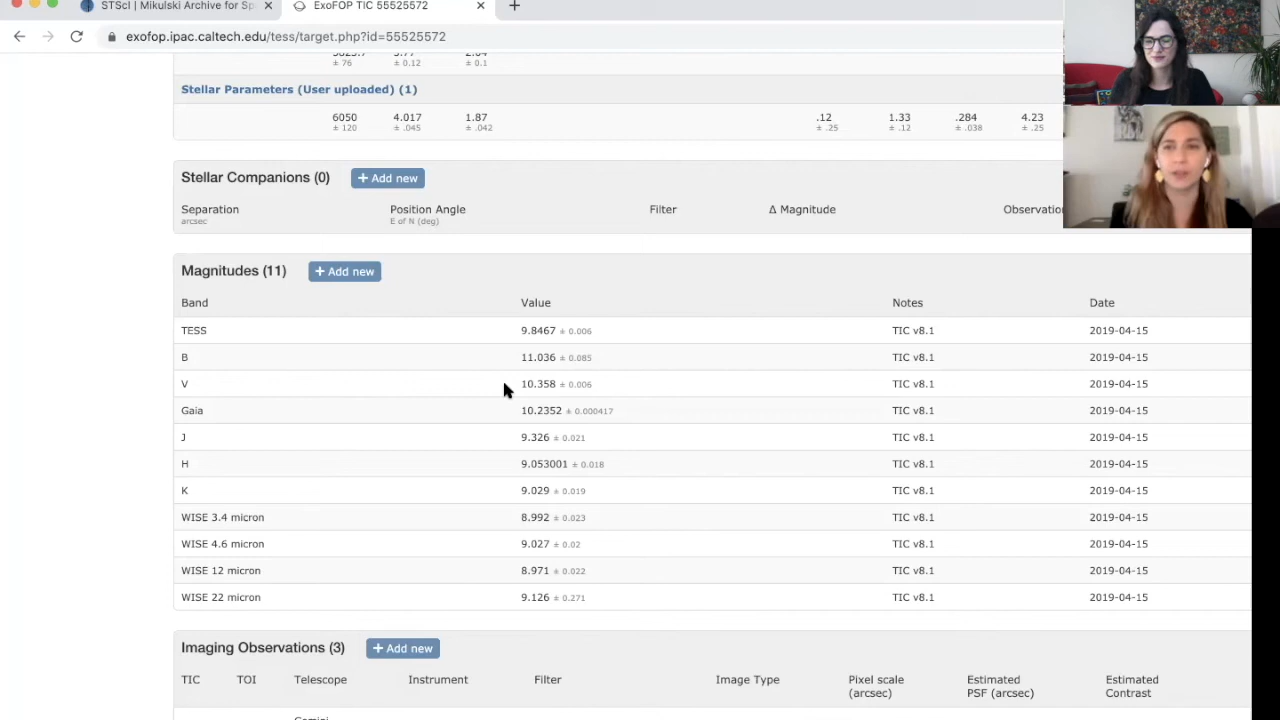 STScI | Mikulski Archive for Sp
ExoFOP TIC 55525572
exofop.ipac.caltech.edu/tess/target.php?id=55525572
± 76 ± 0.12 ± 0.1
Stellar Parameters (User uploaded) (1)
6050 4.017 1.87 .12 1.33 .284 4.23
± 120 ± .045 ± .042 ± .25 ± .12 ± .038 ± .25
Stellar Companions (0) + Add new
Separation Position Angle Filter Δ Magnitude Observation
arcsec E of N (deg)
Magnitudes (11) + Add new
Band Value Notes Date
TESS 9.8467 ± 0.006 TIC v8.1 2019-04-15
B 11.036 ± 0.085 TIC v8.1 2019-04-15
V 10.358 ± 0.006 TIC v8.1 2019-04-15
Gaia 10.2352 ± 0.000417 TIC v8.1 2019-04-15
J 9.326 ± 0.021 TIC v8.1 2019-04-15
H 9.053001 ± 0.018 TIC v8.1 2019-04-15
K 9.029 ± 0.019 TIC v8.1 2019-04-15
WISE 3.4 micron 8.992 ± 0.023 TIC v8.1 2019-04-15
WISE 4.6 micron 9.027 ± 0.02 TIC v8.1 2019-04-15
WISE 12 micron 8.971 ± 0.022 TIC v8.1 2019-04-15
WISE 22 micron 9.126 ± 0.271 TIC v8.1 2019-04-15
Imaging Observations (3) + Add new
TIC TOI Telescope Instrument Filter Image Type Pixel scale Estimated Estimated
(arcsec) PSF (arcsec) Contrast
Gemini